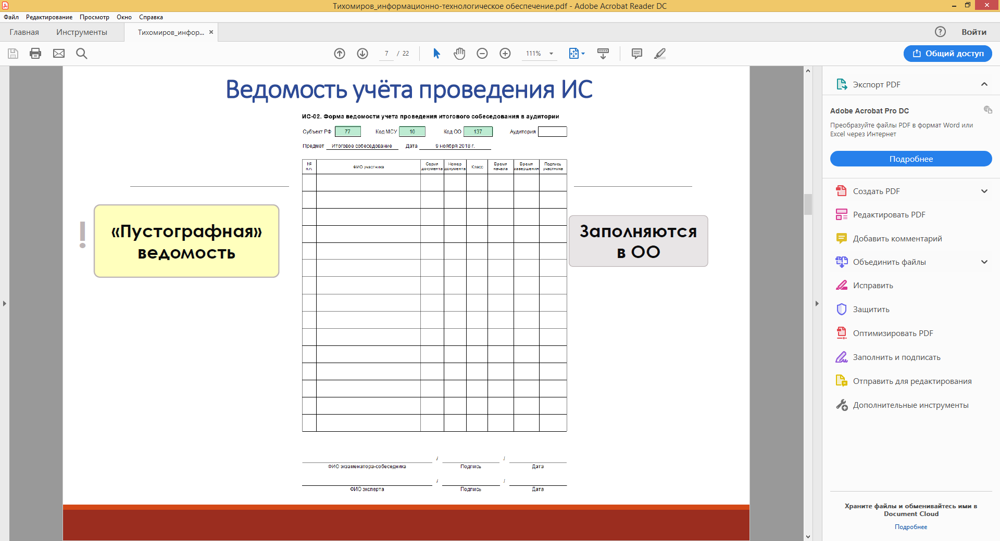 Тихомиров_информационно-технологическое обеспечение.pdf - Adobe Acrobat Reader DC
Файл Редактирование Просмотр Окно Справка
Главная Инструменты Тихомиров_инфор... × ? Войти
7 / 22 111% Общий доступ
Ведомость учёта проведения ИС
ИС-02. Форма ведомости учета проведения итогового собеседования в аудитории
Субъект РФ 77 Код МСУ 10 Код ОО 137 Аудитория
Предмет Итоговое собеседование Дата 9 ноября 2018 г.
№ п.п. ФИО участника Серия документа Номер документа Класс Время начала Время завершения Подпись участника
!
«Пустографная»
ведомость
Заполняются
в ОО
/ /
ФИО экзаменатора-собеседника Подпись Дата
/ /
ФИО эксперта Подпись Дата
Экспорт PDF
Adobe Acrobat Pro DC
Преобразуйте файлы PDF в формат Word или
Excel через Интернет
Подробнее
Создать PDF
Редактировать PDF
Добавить комментарий
Объединить файлы
Исправить
Защитить
Оптимизировать PDF
Заполнить и подписать
Отправить для редактирования
Дополнительные инструменты
Храните файлы и обменивайтесь ими в
Document Cloud
Подробнее